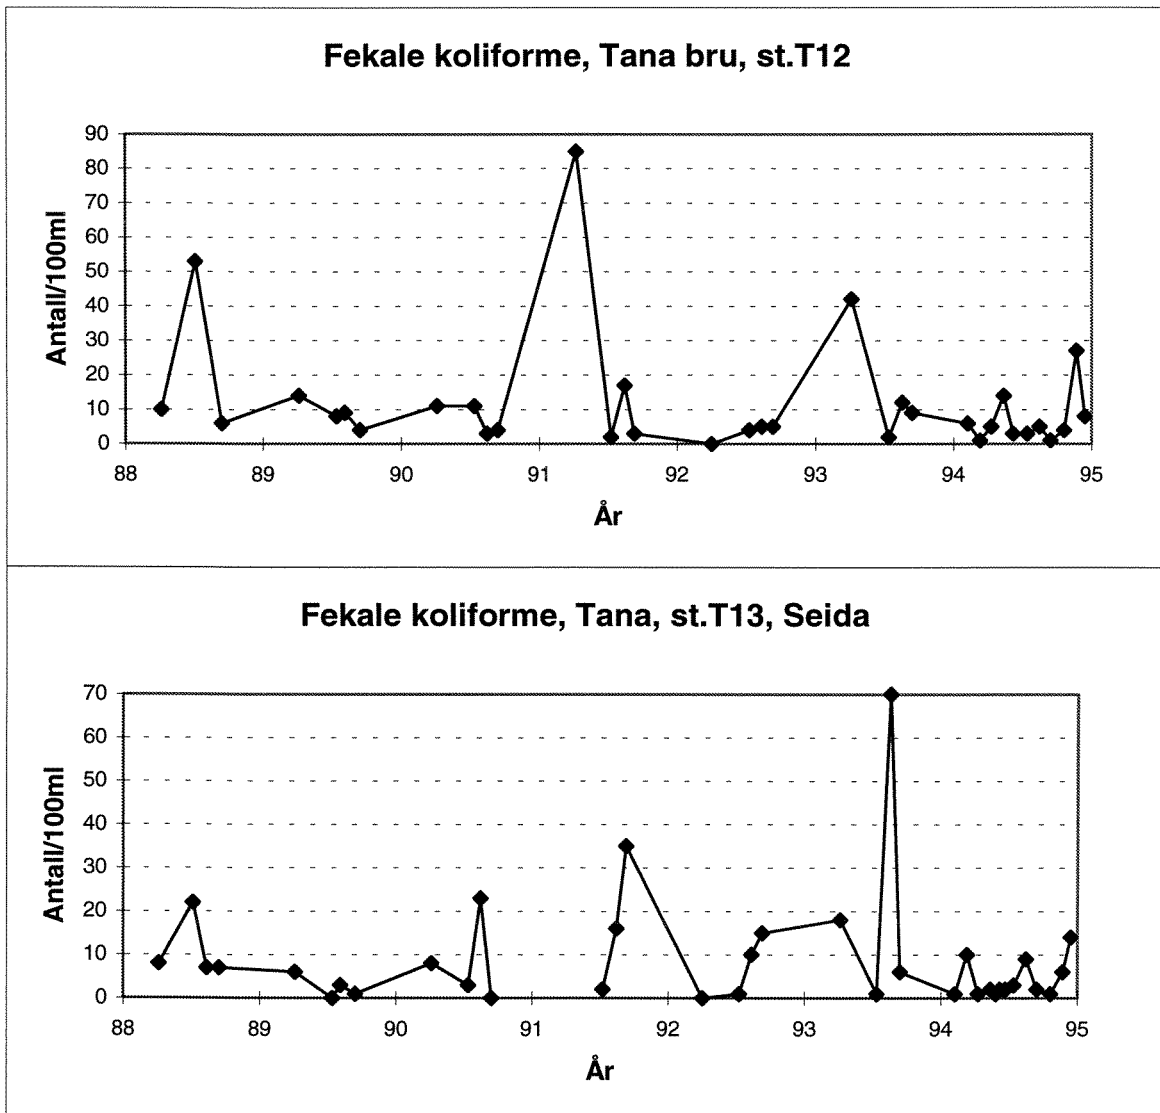 Fekale koliforme, Tana bru, st.T12
Antall/100ml
90
80
70
60
50
40
30
20
10
0
88 89 90 91 92 93 94 95
År
Fekale koliforme, Tana, st.T13, Seida
Antall/100ml
70
60
50
40
30
20
10
0
88 89 90 91 92 93 94 95
År